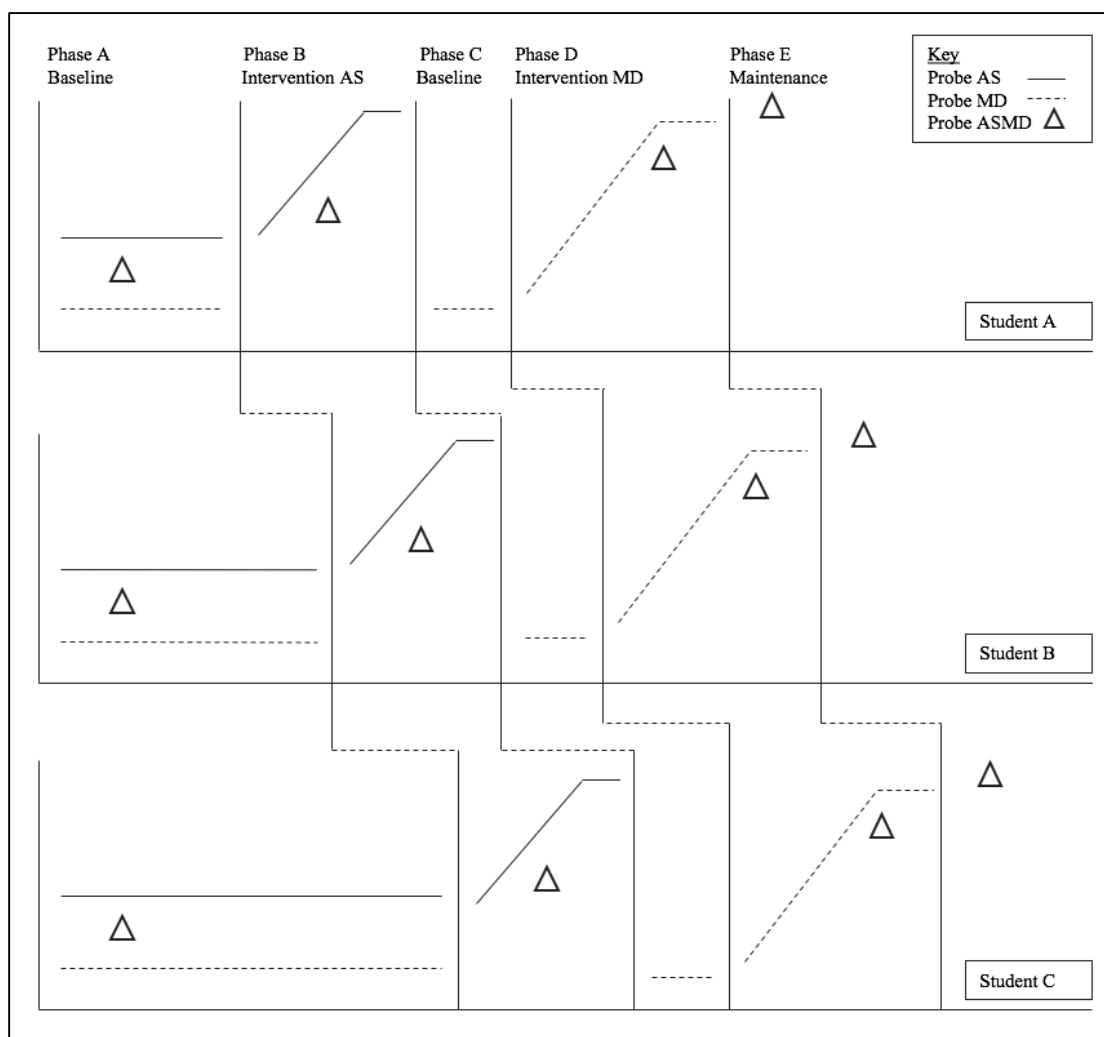 Phase A
Baseline
Phase B
Intervention AS
Phase C
Baseline
Phase D
Intervention MD
Phase E
Maintenance
Key
Probe AS
Probe MD
Probe ASMD
Student A
Student B
Student C